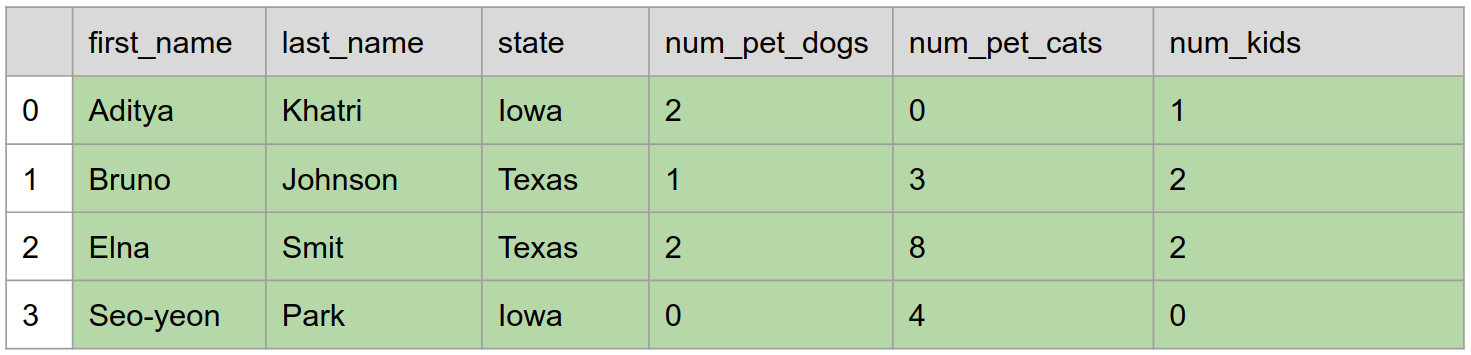 first_name last_name state num_pet_dogs num_pet_cats num_kids
0 Aditya Khatri Iowa 2 0 1
1 Bruno Johnson Texas 1 3 2
2 Elna Smit Texas 2 8 2
3 Seo-yeon Park Iowa 0 4 0